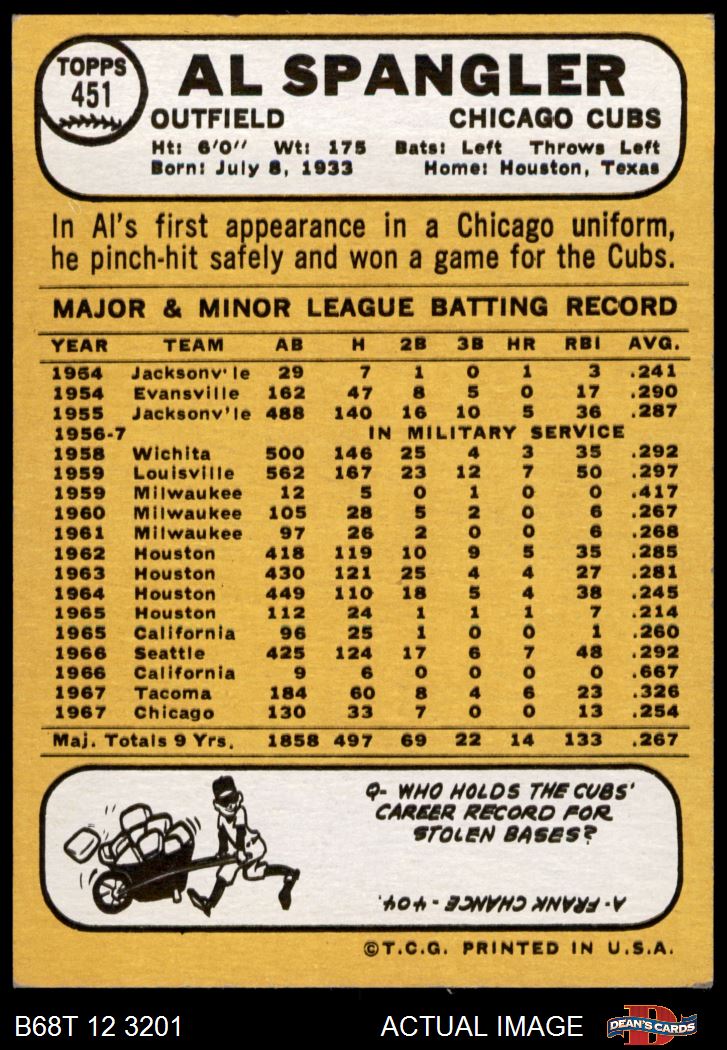 TOPPS
451
AL SPANGLER
OUTFIELD CHICAGO CUBS
Ht: 6'0" Wt: 175 Bats: Left Throws Left
Born: July 8, 1933 Home: Houston, Texas
In Al's first appearance in a Chicago uniform,
he pinch-hit safely and won a game for the Cubs.
MAJOR & MINOR LEAGUE BATTING RECORD
YEAR TEAM AB H 2B 3B HR RBI AVG.
1964 Jacksonv'le 29 7 1 0 1 3 .241
1954 Evansville 162 47 8 5 0 17 .290
1955 Jacksonv'le 488 140 16 10 5 36 .287
1956-7 IN MILITARY SERVICE
1958 Wichita 500 146 25 4 3 35 .292
1959 Louisville 562 167 23 12 7 50 .297
1959 Milwaukee 12 5 0 1 0 0 .417
1960 Milwaukee 105 28 5 2 0 6 .267
1961 Milwaukee 97 26 2 0 0 6 .268
1962 Houston 418 119 10 9 5 35 .285
1963 Houston 430 121 25 4 4 27 .281
1964 Houston 449 110 18 5 4 38 .245
1965 Houston 112 24 1 1 1 7 .214
1965 California 96 25 1 0 0 1 .260
1966 Seattle 425 124 17 6 7 48 .292
1966 California 9 6 0 0 0 0 .667
1967 Tacoma 184 60 8 4 6 23 .326
1967 Chicago 130 33 7 0 0 13 .254
Maj. Totals 9 Yrs. 1858 497 69 22 14 133 .267
Q- WHO HOLDS THE CUBS'
CAREER RECORD FOR
STOLEN BASES?
A- FRANK CHANCE - 404.
©T.C.G. PRINTED IN U.S.A.
B68T 12 3201 ACTUAL IMAGE DEAN'S CARDS